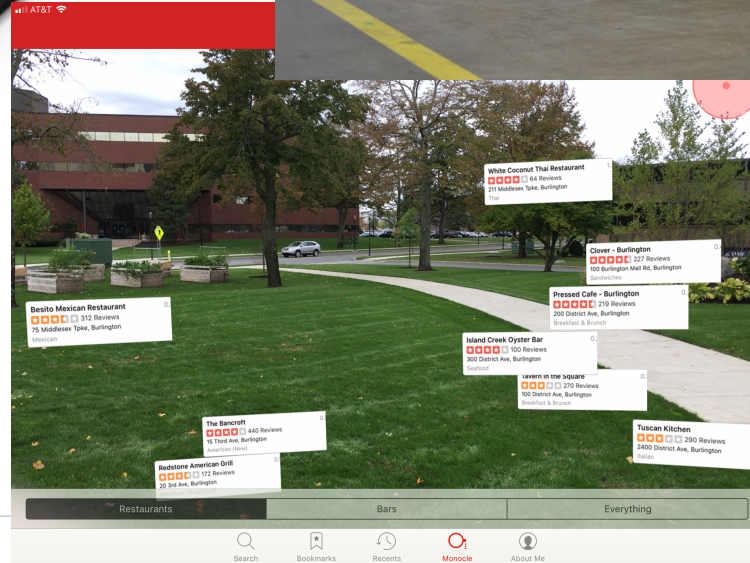 AT&T
White Coconut Thai Restaurant
64 Reviews
211 Middlesex Tpke, Burlington
Thai
Clover - Burlington
227 Reviews
100 Burlington Mall Rd, Burlington
Sandwiches
Pressed Cafe - Burlington
219 Reviews
200 District Ave, Burlington
Breakfast & Brunch
Besito Mexican Restaurant
312 Reviews
75 Middlesex Tpke, Burlington
Mexican
Island Creek Oyster Bar
100 Reviews
300 District Ave, Burlington
Seafood
Tavern in the Square
270 Reviews
100 District Ave, Burlington
Breakfast & Brunch
The Bancroft
440 Reviews
15 Third Ave, Burlington
American (New)
Tuscan Kitchen
290 Reviews
2400 District Ave, Burlington
Italian
Redstone American Grill
172 Reviews
20 3rd Ave, Burlington
Restaurants
Bars
Everything
Search
Bookmarks
Recents
Monocle
About Me